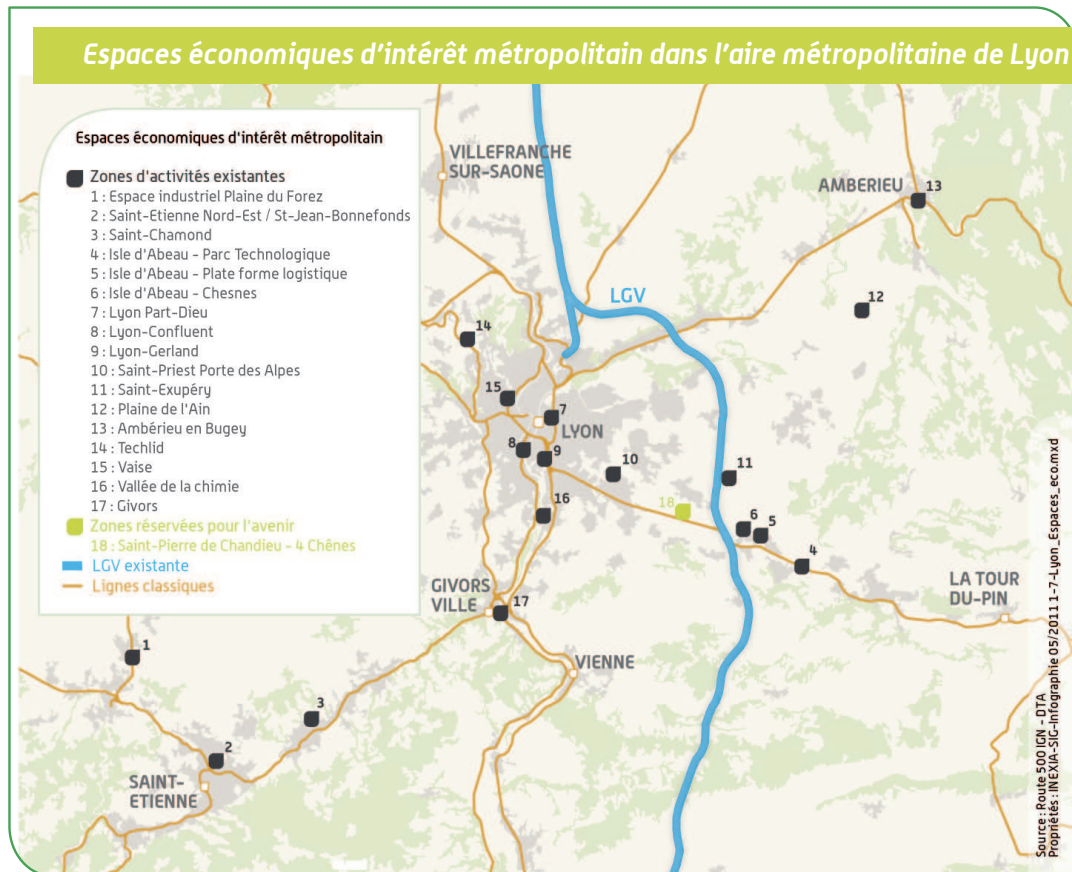 Espaces économiques d'intérêt métropolitain dans l'aire métropolitaine de Lyon
Espaces économiques d'intérêt métropolitain
Zones d'activités existantes
1 : Espace industriel Plaine du Forez
2 : Saint-Etienne Nord-Est / St-Jean-Bonnefonds
3 : Saint-Chamond
4 : Isle d'Abeau - Parc Technologique
5 : Isle d'Abeau - Plate forme logistique
6 : Isle d'Abeau - Chesnes
7 : Lyon Part-Dieu
8 : Lyon-Confluent
9 : Lyon-Gerland
10 : Saint-Priest Porte des Alpes
11 : Saint-Exupéry
12 : Plaine de l'Ain
13 : Ambérieu en Bugey
14 : Techlid
15 : Vaise
16 : Vallée de la chimie
17 : Givors
Zones réservées pour l'avenir
18 : Saint-Pierre de Chandieu - 4 Chênes
LGV existante
Lignes classiques
VILLEFRANCHE
SUR-SAONE
AMBERIEU
13
LGV
12
14
15
7
LYON
8
9
10
11
16
18
6
5
4
GIVORS
VILLE
17
LA TOUR
DU-PIN
1
VIENNE
3
2
SAINT-
ETIENNE
Source : Route 500 IGN - DTA
Propriétés : INEXIA-SIG-Infographie 05/2011 1-7-Lyon_Espaces_eco.mxd